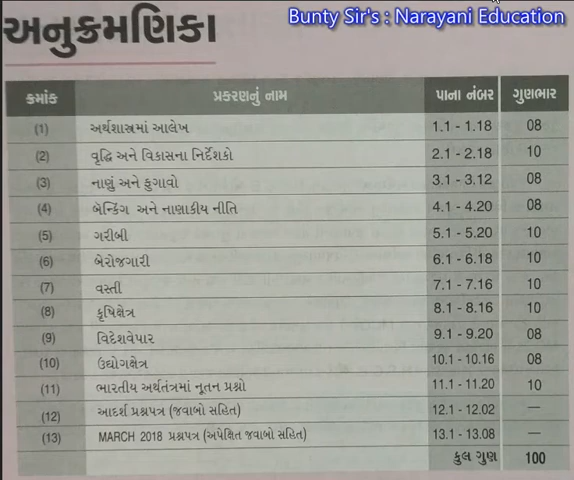 Bunty Sir's : Narayani Education
અનુક્રમણિકા
ક્રમાંક પ્રકરણનું નામ પાના નંબર ગુણભાર
(1) અર્થશાસ્ત્રમાં આલેખ 1.1 - 1.18 08
(2) વૃદ્ધિ અને વિકાસના નિર્દેશકો 2.1 - 2.18 10
(3) નાણું અને ફુગાવો 3.1 - 3.12 08
(4) બેન્કિંગ અને નાણાકીય નીતિ 4.1 - 4.20 08
(5) ગરીબી 5.1 - 5.20 10
(6) બેરોજગારી 6.1 - 6.18 10
(7) વસ્તી 7.1 - 7.16 10
(8) કૃષિક્ષેત્ર 8.1 - 8.16 10
(9) વિદેશવેપાર 9.1 - 9.20 08
(10) ઉદ્યોગક્ષેત્ર 10.1 - 10.16 08
(11) ભારતીય અર્થતંત્રમાં નૂતન પ્રશ્નો 11.1 - 11.20 10
(12) આદર્શ પ્રશ્નપત્ર (જવાબો સહિત) 12.1 - 12.02 —
(13) MARCH 2018 પ્રશ્નપત્ર (અપેક્ષિત જવાબો સહિત) 13.1 - 13.08 —
કુલ ગુણ 100